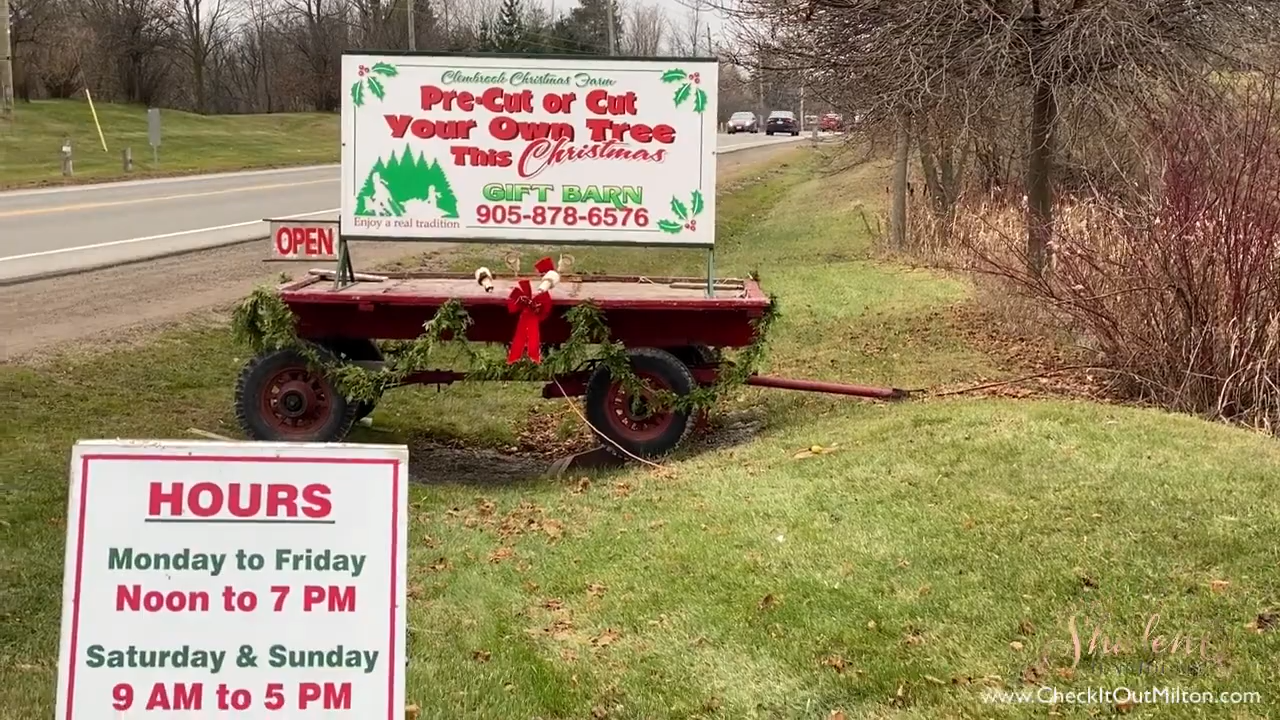 Clembrook Christmas Farm
Pre-Cut or Cut
Your Own Tree
This Christmas
GIFT BARN
905-878-6576
Enjoy a real tradition
OPEN
HOURS
Monday to Friday
Noon to 7 PM
Saturday & Sunday
9 AM to 5 PM
www.CheckItOutMilton.com